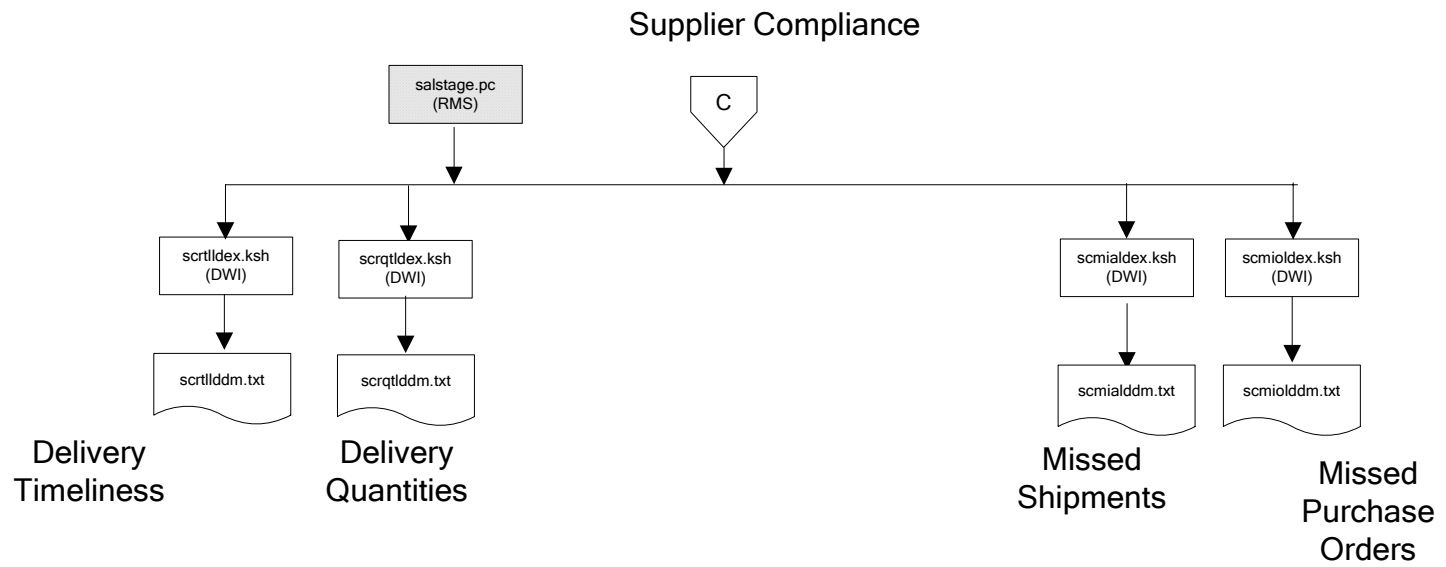 Supplier Compliance
salstage.pc
(RMS)
C
scrtlldex.ksh
(DWI)
scrqtldex.ksh
(DWI)
scmialdex.ksh
(DWI)
scmioldex.ksh
(DWI)
scrtllddm.txt
scrqtlddm.txt
scmialddm.txt
scmiolddm.txt
Delivery
Timeliness
Delivery
Quantities
Missed
Shipments
Missed
Purchase
Orders